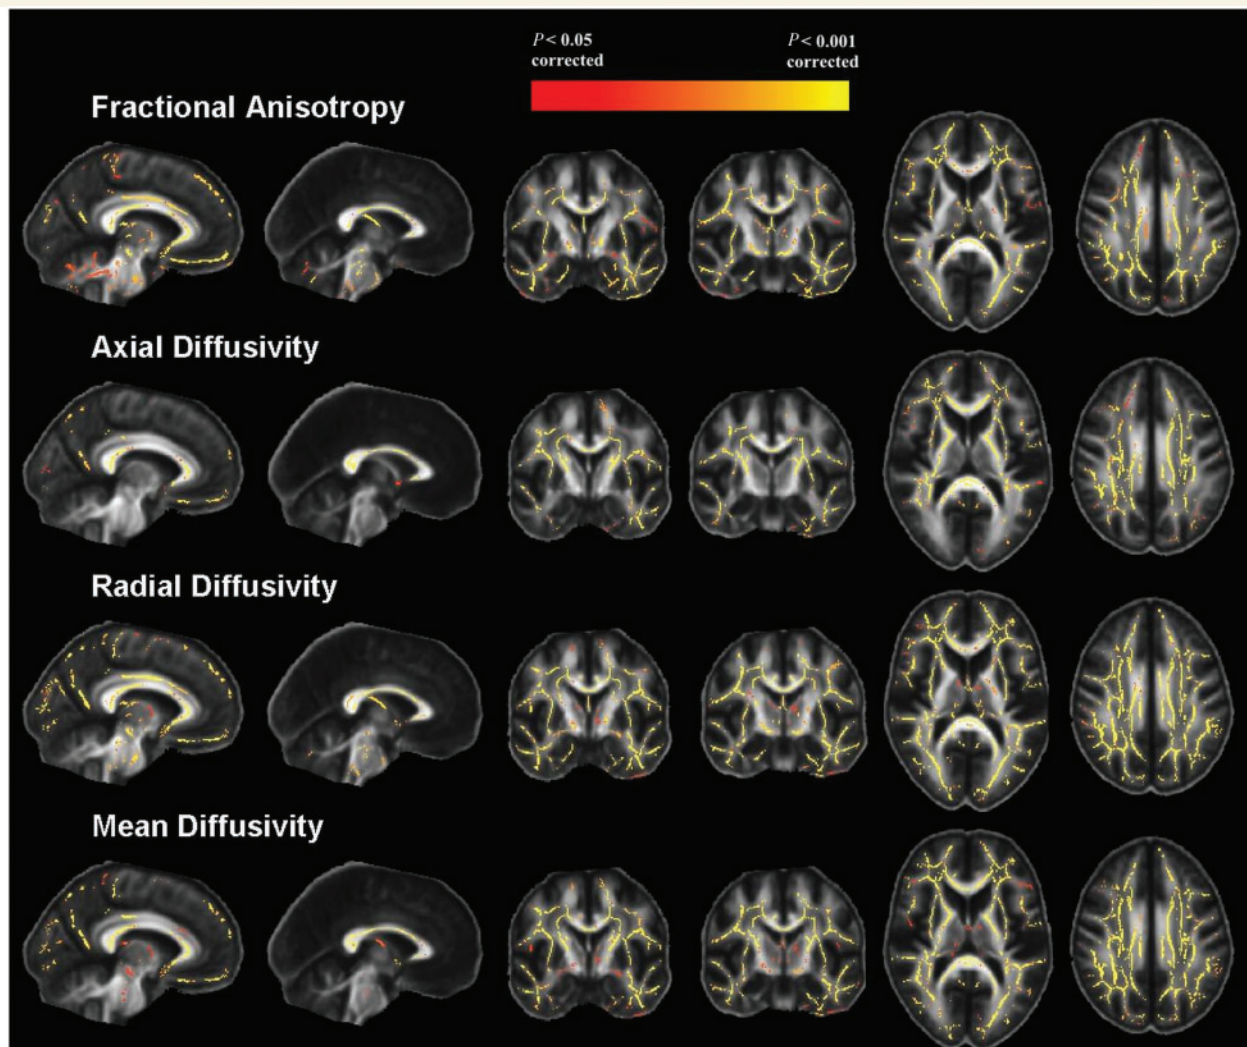 P < 0.05
corrected
P < 0.001
corrected
Fractional Anisotropy
Axial Diffusivity
Radial Diffusivity
Mean Diffusivity